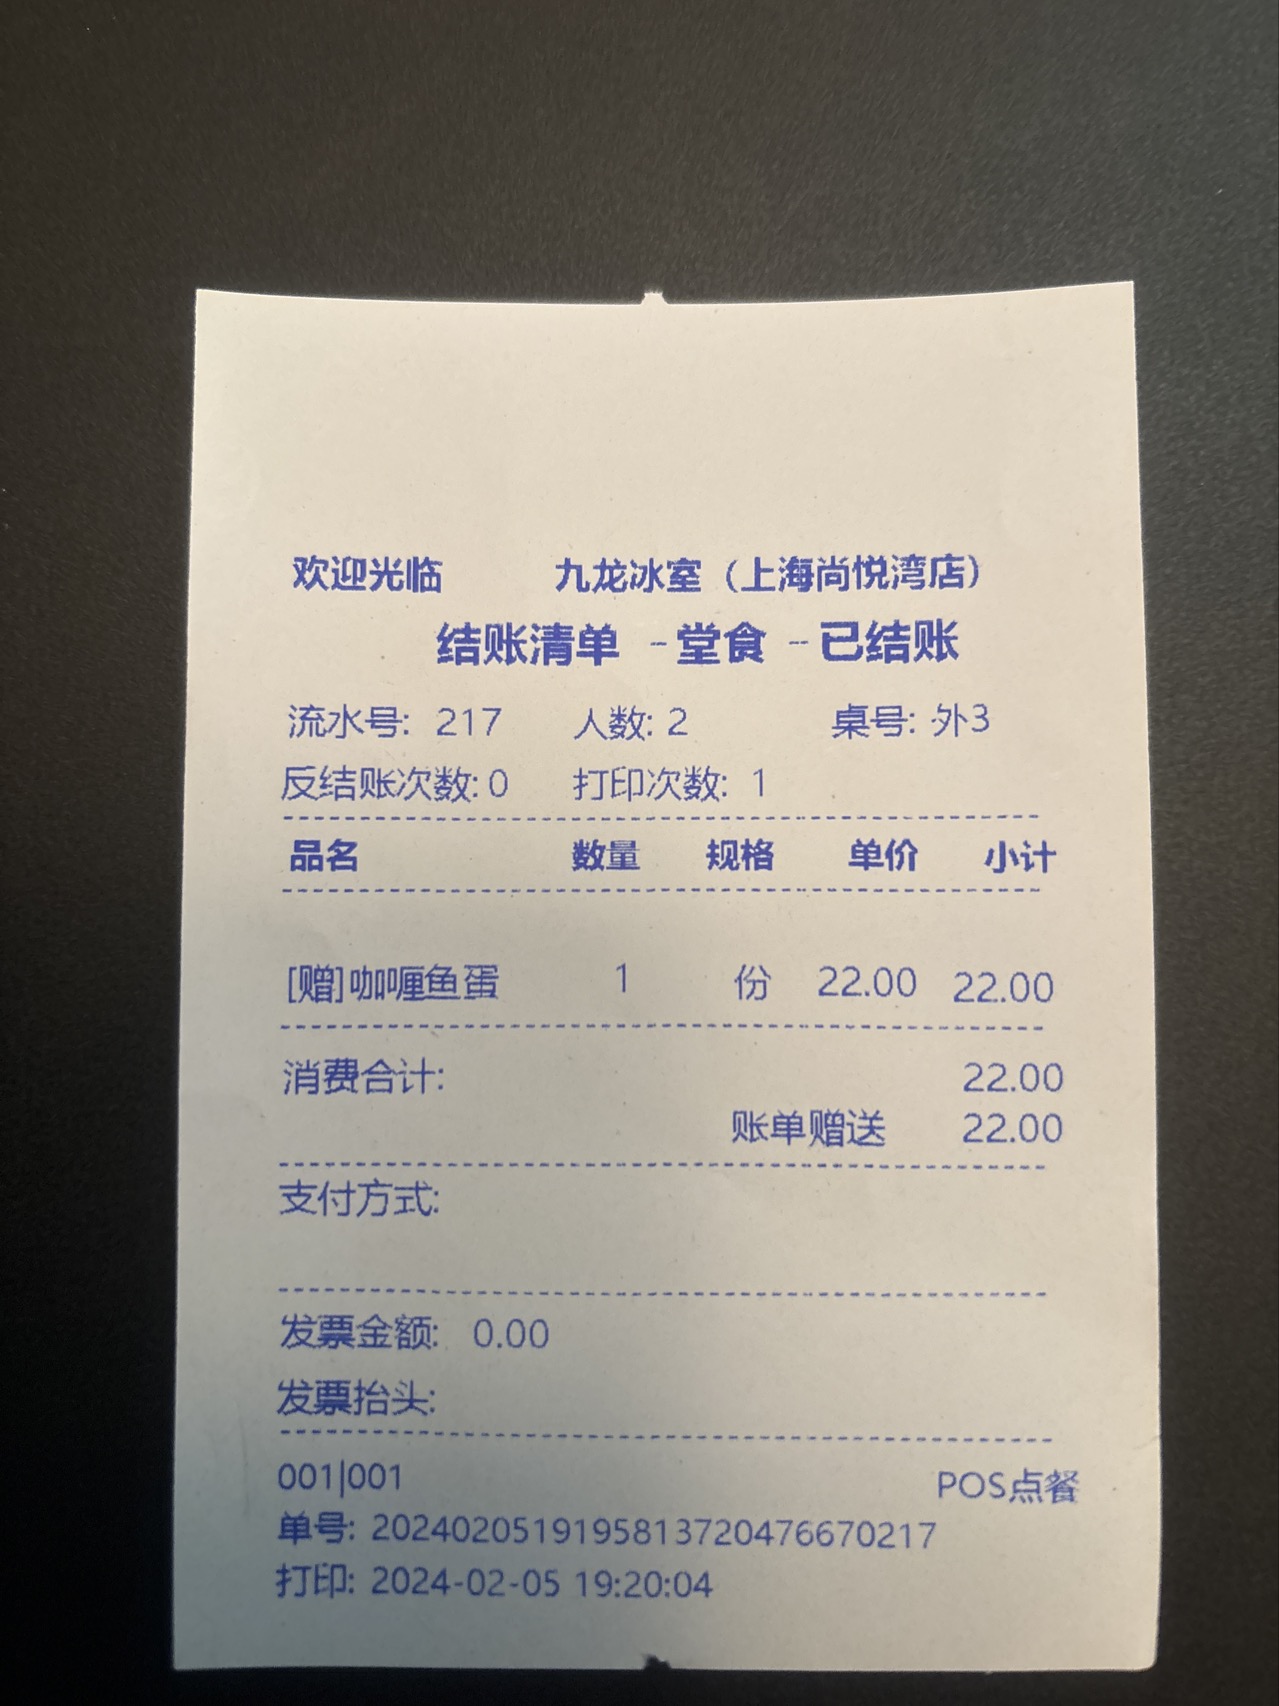 欢迎光临 九龙冰室（上海尚悦湾店）
结账清单 - 堂食 - 已结账
流水号: 217 人数: 2 桌号: 外3
反结账次数: 0 打印次数: 1
品名 数量 规格 单价 小计
[赠]咖喱鱼蛋 1 份 22.00 22.00
消费合计: 22.00
账单赠送 22.00
支付方式:
发票金额: 0.00
发票抬头:
001|001 POS点餐
单号: 2024020519195813720476670217
打印: 2024-02-05 19:20:04